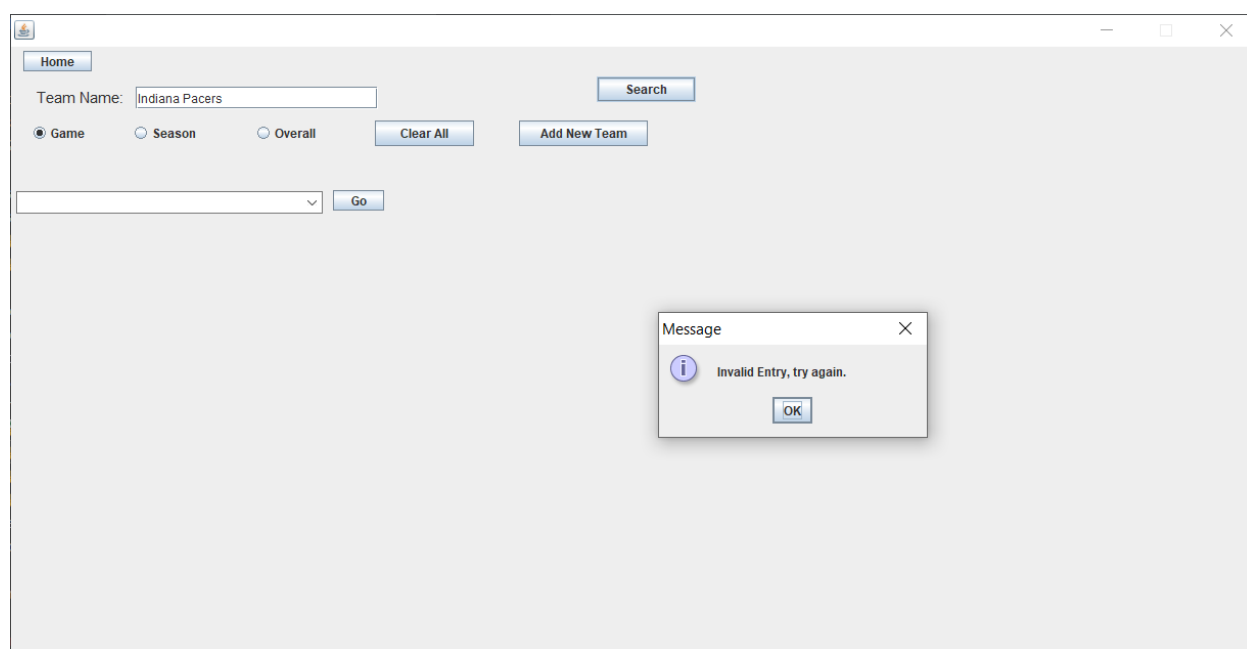 Home
Team Name: Indiana Pacers Search
Game Season Overall Clear All Add New Team
Go
Message
i
Invalid Entry, try again.
OK